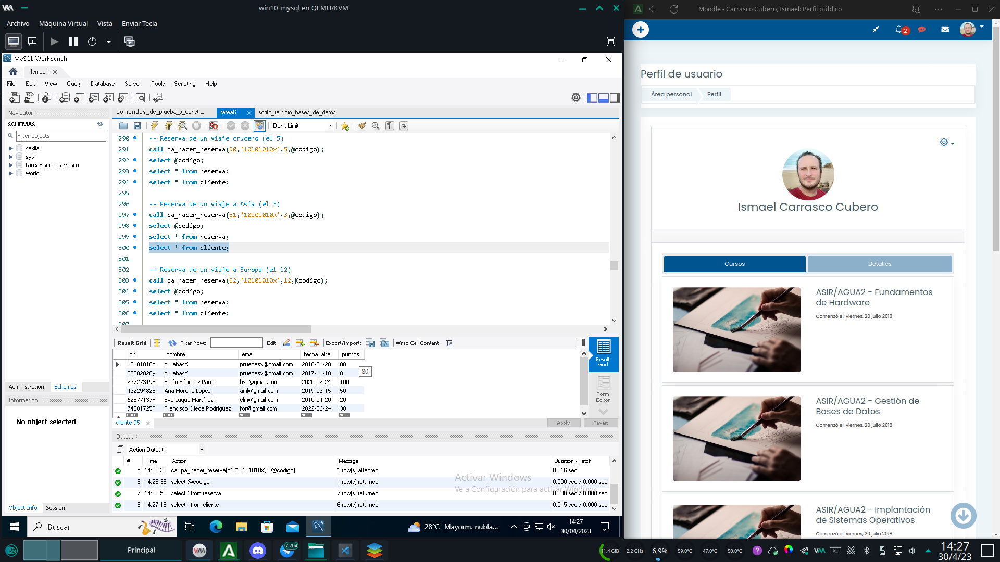 win10_mysql en QEMU/KVM
Archivo Máquina Virtual Vista Enviar Tecla
MySQL Workbench
Ismael
File Edit View Query Database Server Tools Scripting Help
Navigator
SCHEMAS
Filter objects
sakila
sys
tarea5ismaelcarrasco
world
Administration Schemas
Information
No object selected
Object Info Session
comandos_de_prueba_y_constr... tarea6 scritp_reinicio_bases_de_datos
Don't Limit
290 -- Reserva de un viaje crucero (el 5)
291 call pa_hacer_reserva(50,'10101010x',5,@codigo);
292 select @codigo;
293 select * from reserva;
294 select * from cliente;
295
296 -- Reserva de un viaje a Asia (el 3)
297 call pa_hacer_reserva(51,'10101010x',3,@codigo);
298 select @codigo;
299 select * from reserva;
300 select * from cliente;
301
302 -- Reserva de un viaje a Europa (el 12)
303 call pa_hacer_reserva(52,'10101010x',12,@codigo);
304 select @codigo;
305 select * from reserva;
306 select * from cliente;
307
Result Grid Filter Rows: Edit: Export/Import: Wrap Cell Content:
nif nombre email fecha_alta puntos
10101010X pruebasX pruebasx@gmail.com 2016-01-20 80
20202020y pruebasY pruebasy@gmail.com 2017-11-10 0
80
23727319S Belén Sánchez Pardo bsp@gmail.com 2020-02-24 100
43229482E Ana Moreno López aml@gmail.com 2019-03-15 50
62877137F Eva Luque Martínez elm@gmail.com 2010-04-20 20
74381725T Francisco Ojeda Rodríguez for@gmail.com 2022-06-24 30
NULL NULL NULL NULL NULL
Result Grid
Form Editor
cliente 95
Apply Revert
Output
Action Output
# Time Action Message Duration / Fetch
5 14:26:39 call pa_hacer_reserva(51,'10101010x',3,@codigo) 1 row(s) affected 0.016 sec
6 14:26:39 select @codigo 1 row(s) returned 0.000 sec / 0.000 sec
7 14:26:58 select * from reserva 7 row(s) returned 0.000 sec / 0.000 sec
8 14:27:16 select * from cliente 6 row(s) returned 0.015 sec / 0.000 sec
Activar Windows
Ve a Configuración para activar Windows.
Buscar
28°C Mayorm. nubla...
14:27
30/04/2023
Moodle - Carrasco Cubero, Ismael: Perfil público
2
Perfil de usuario
Área personal Perfil
Ismael Carrasco Cubero
Cursos Detalles
ASIR/AGUA2 - Fundamentos
de Hardware
Comenzó el: viernes, 20 julio 2018
ASIR/AGUA2 - Gestión de
Bases de Datos
Comenzó el: viernes, 20 julio 2018
ASIR/AGUA2 - Implantación
de Sistemas Operativos
Comenzó el: viernes, 20 julio 2018
Principal
7.704
11,4 GiB 2,2 GHz 6,9% 59,0°C 47,0°C 50,0°C
14:27
30/4/23